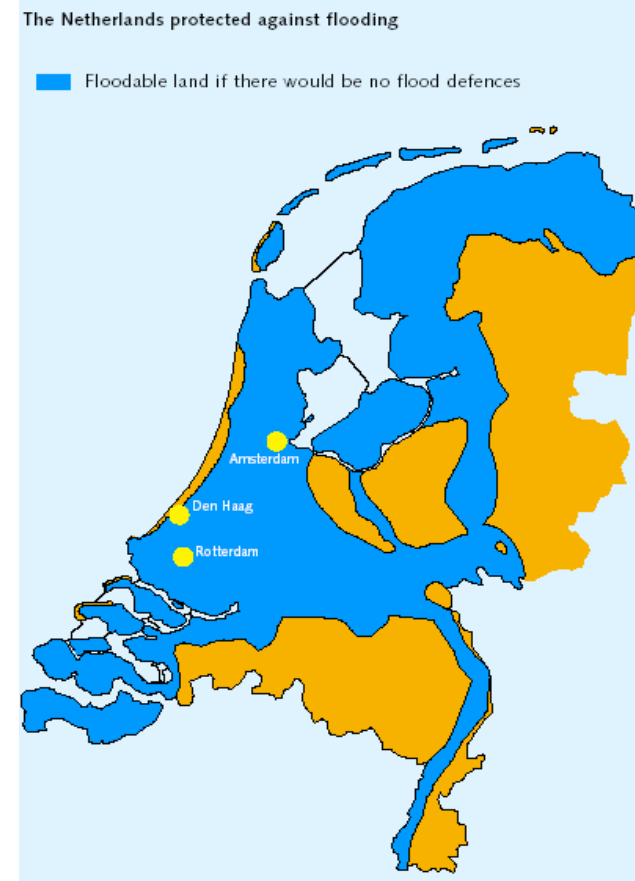 The Netherlands protected against flooding
Floodable land if there would be no flood defences
Amsterdam
Den Haag
Rotterdam